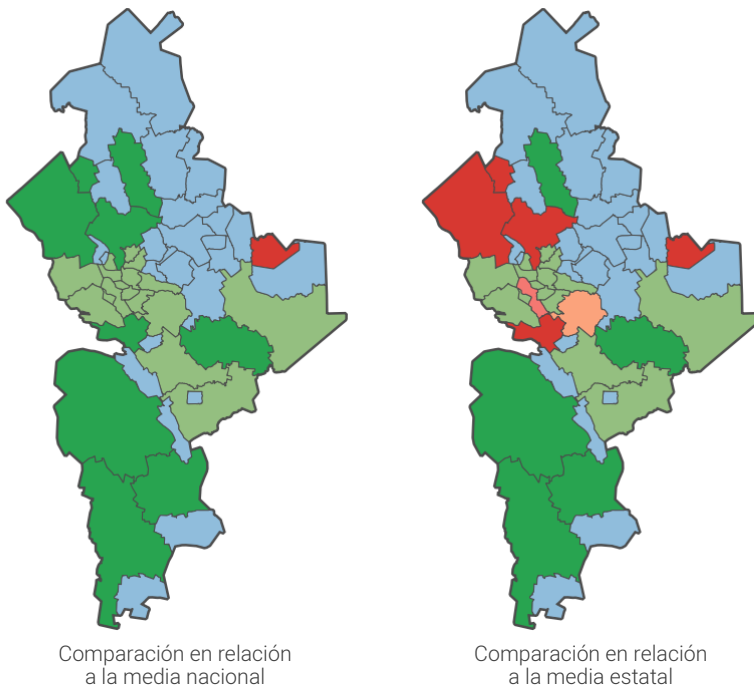 Comparación en relación
a la media nacional
Comparación en relación
a la media estatal